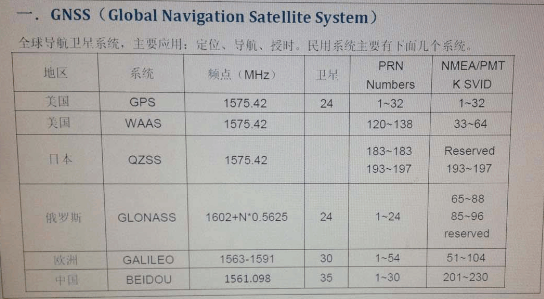 一．GNSS（Global Navigation Satellite System）
全球导航卫星系统，主要应用：定位、导航、授时。民用系统主要有下面几个系统。
地区 系统 频点（MHz） 卫星 PRN Numbers NMEA/PMTK SVID
美国 GPS 1575.42 24 1~32 1~32
美国 WAAS 1575.42 120~138 33~64
日本 QZSS 1575.42 183~183 Reserved
193~197 193~197
俄罗斯 GLONASS 1602+N*0.5625 24 1~24 65~88
85~96
reserved
欧洲 GALILEO 1563-1591 30 1~54 51~104
中国 BEIDOU 1561.098 35 1~30 201~230